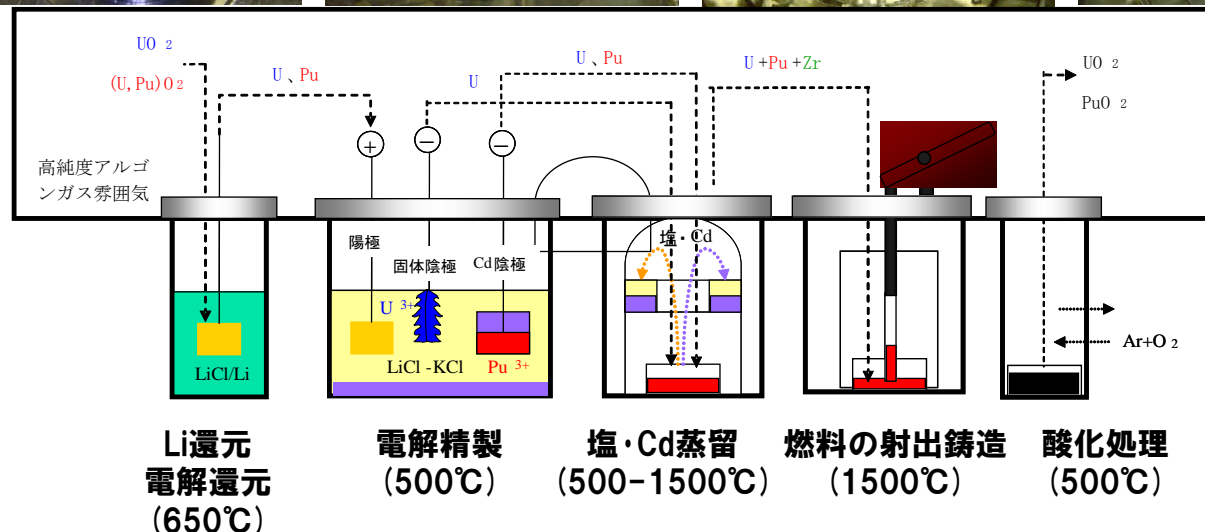 UO 2
(U, Pu)O 2
U 、Pu
U
U 、Pu
U +Pu +Zr
UO 2
PuO 2
高純度アルゴ
ンガス雰囲気
+
−
−
陽極
固体陰極
Cd 陰極
塩・Cd
U 3+
LiCl/Li
LiCl -KCl
Pu 3+
Ar+O 2
Li還元
電解還元
(650℃)
電解精製
(500℃)
塩・Cd蒸留
(500-1500℃)
燃料の射出鋳造
(1500℃)
酸化処理
(500℃)